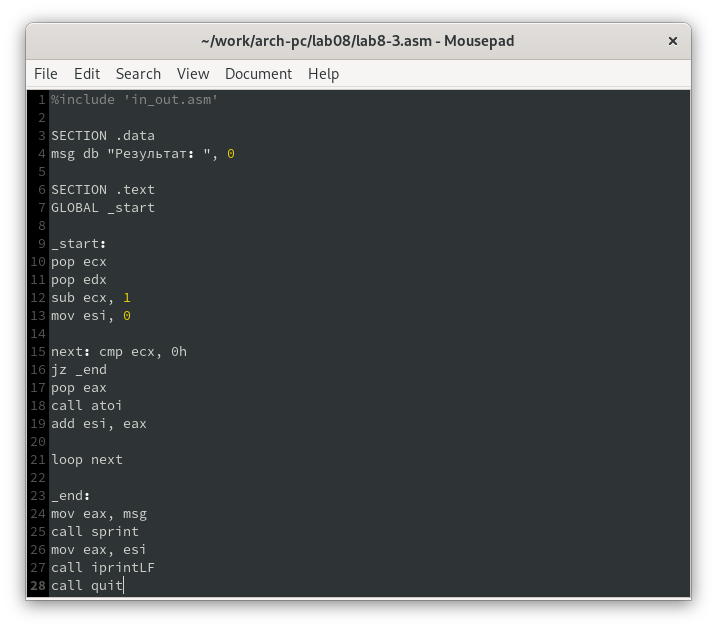 ~/work/arch-pc/lab08/lab8-3.asm - Mousepad ×
File Edit Search View Document Help
1 %include 'in_out.asm'
2
3 SECTION .data
4 msg db "Результат: ", 0
5
6 SECTION .text
7 GLOBAL _start
8
9 _start:
10 pop ecx
11 pop edx
12 sub ecx, 1
13 mov esi, 0
14
15 next: cmp ecx, 0h
16 jz _end
17 pop eax
18 call atoi
19 add esi, eax
20
21 loop next
22
23 _end:
24 mov eax, msg
25 call sprint
26 mov eax, esi
27 call iprintLF
28 call quit